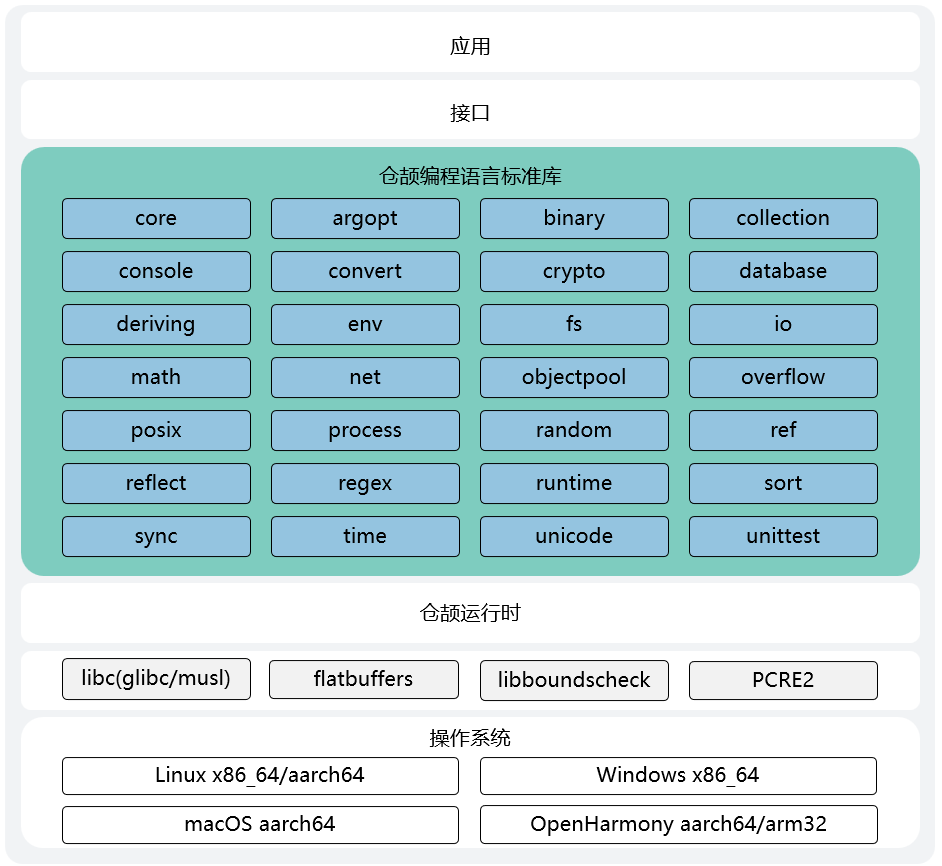 应用
接口
仓颉编程语言标准库
core argopt binary collection
console convert crypto database
deriving env fs io
math net objectpool overflow
posix process random ref
reflect regex runtime sort
sync time unicode unittest
仓颉运行时
libc(glibc/musl) flatbuffers libboundscheck PCRE2
操作系统
Linux x86_64/aarch64 Windows x86_64
macOS aarch64 OpenHarmony aarch64/arm32